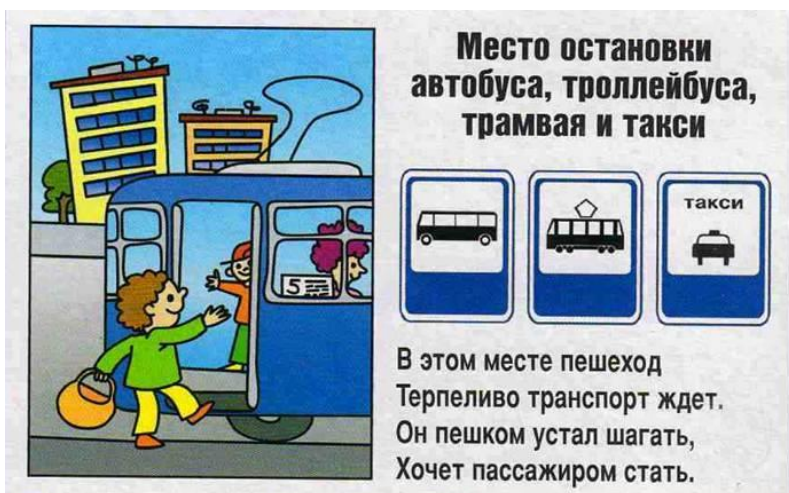 Место остановки
автобуса, троллейбуса,
трамвая и такси
такси
5
В этом месте пешеход
Терпеливо транспорт ждет.
Он пешком устал шагать,
Хочет пассажиром стать.